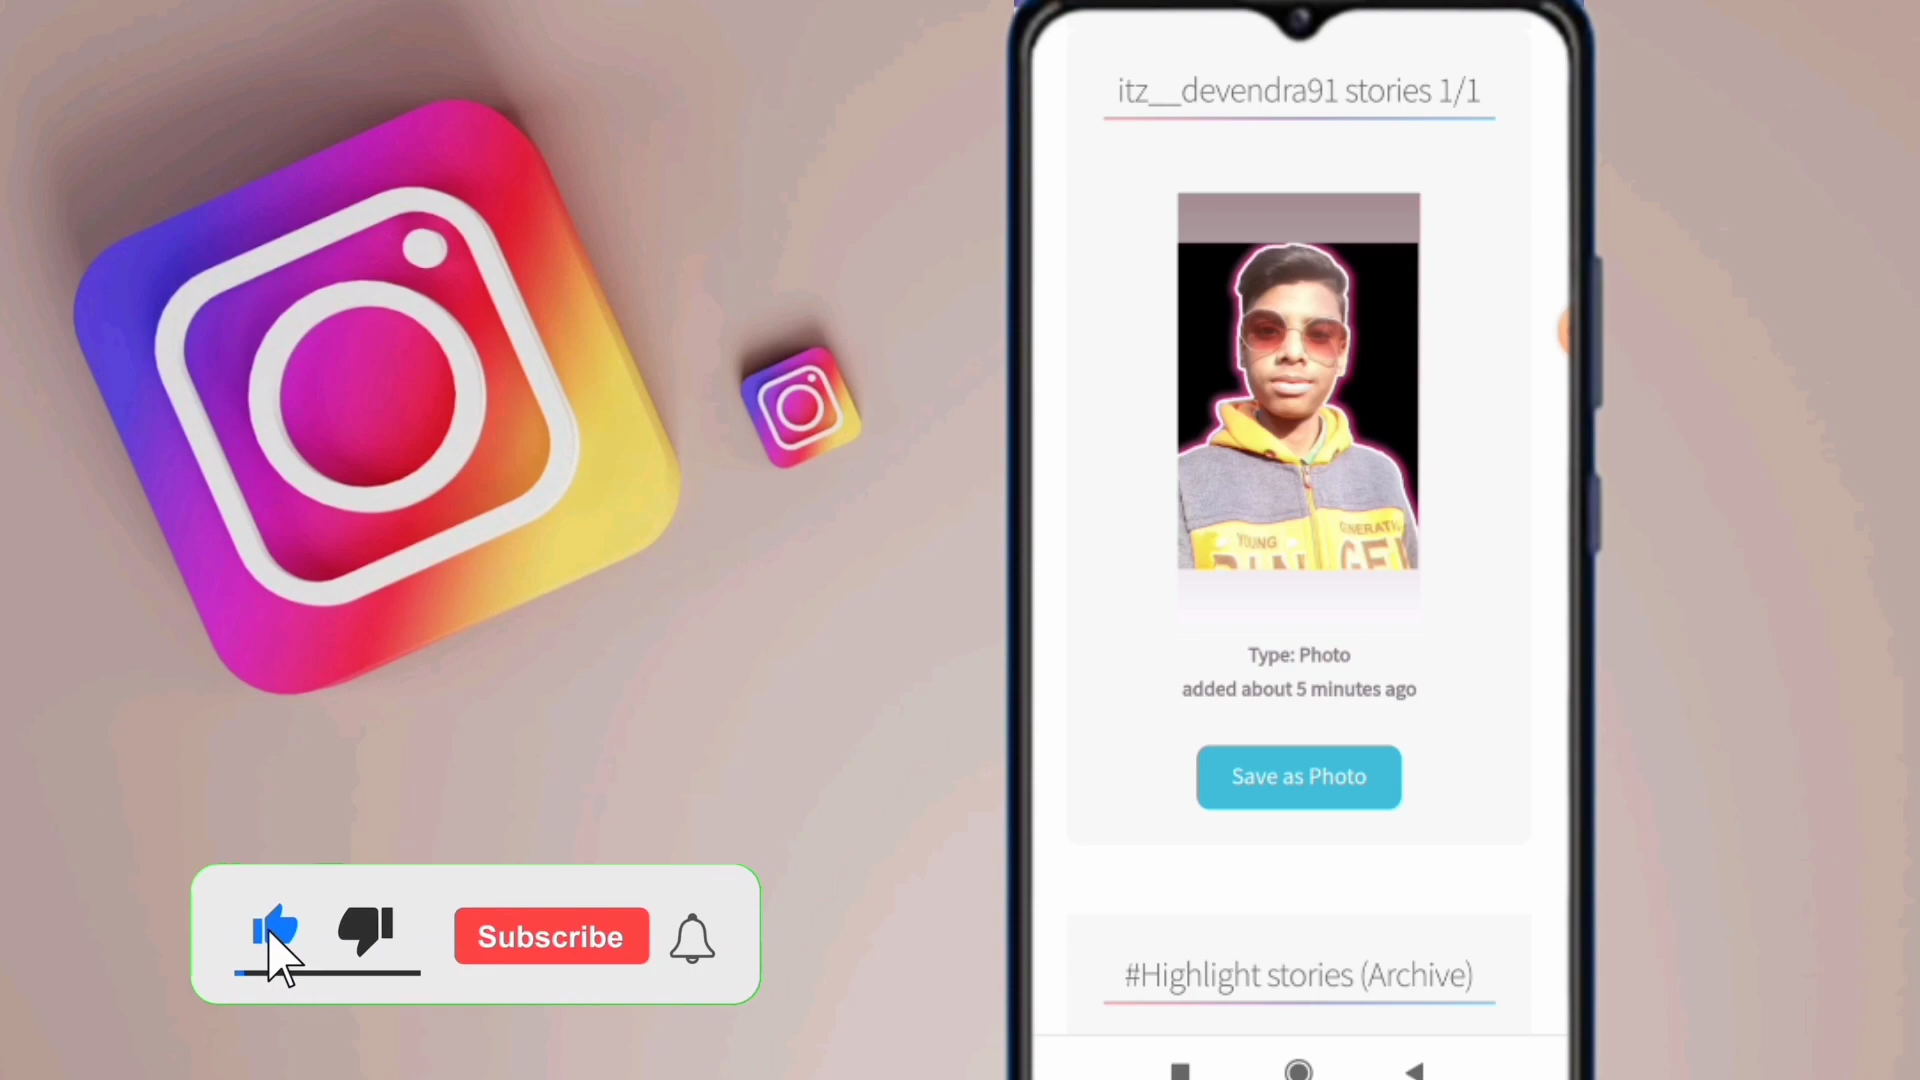 itz__devendra91 stories 1/1
YOUNG
GENERATI
Type: Photo
added about 5 minutes ago
Save as Photo
Subscribe
#Highlight stories (Archive)